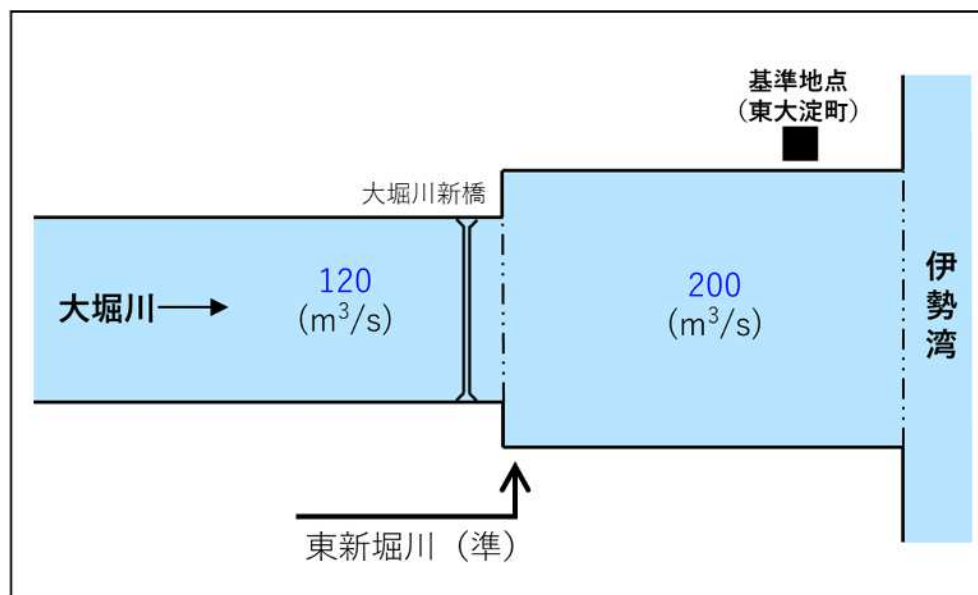 基準地点
（東大淀町）
大堀川新橋
大堀川
120
(m³/s)
200
(m³/s)
伊勢湾
東新堀川（準）